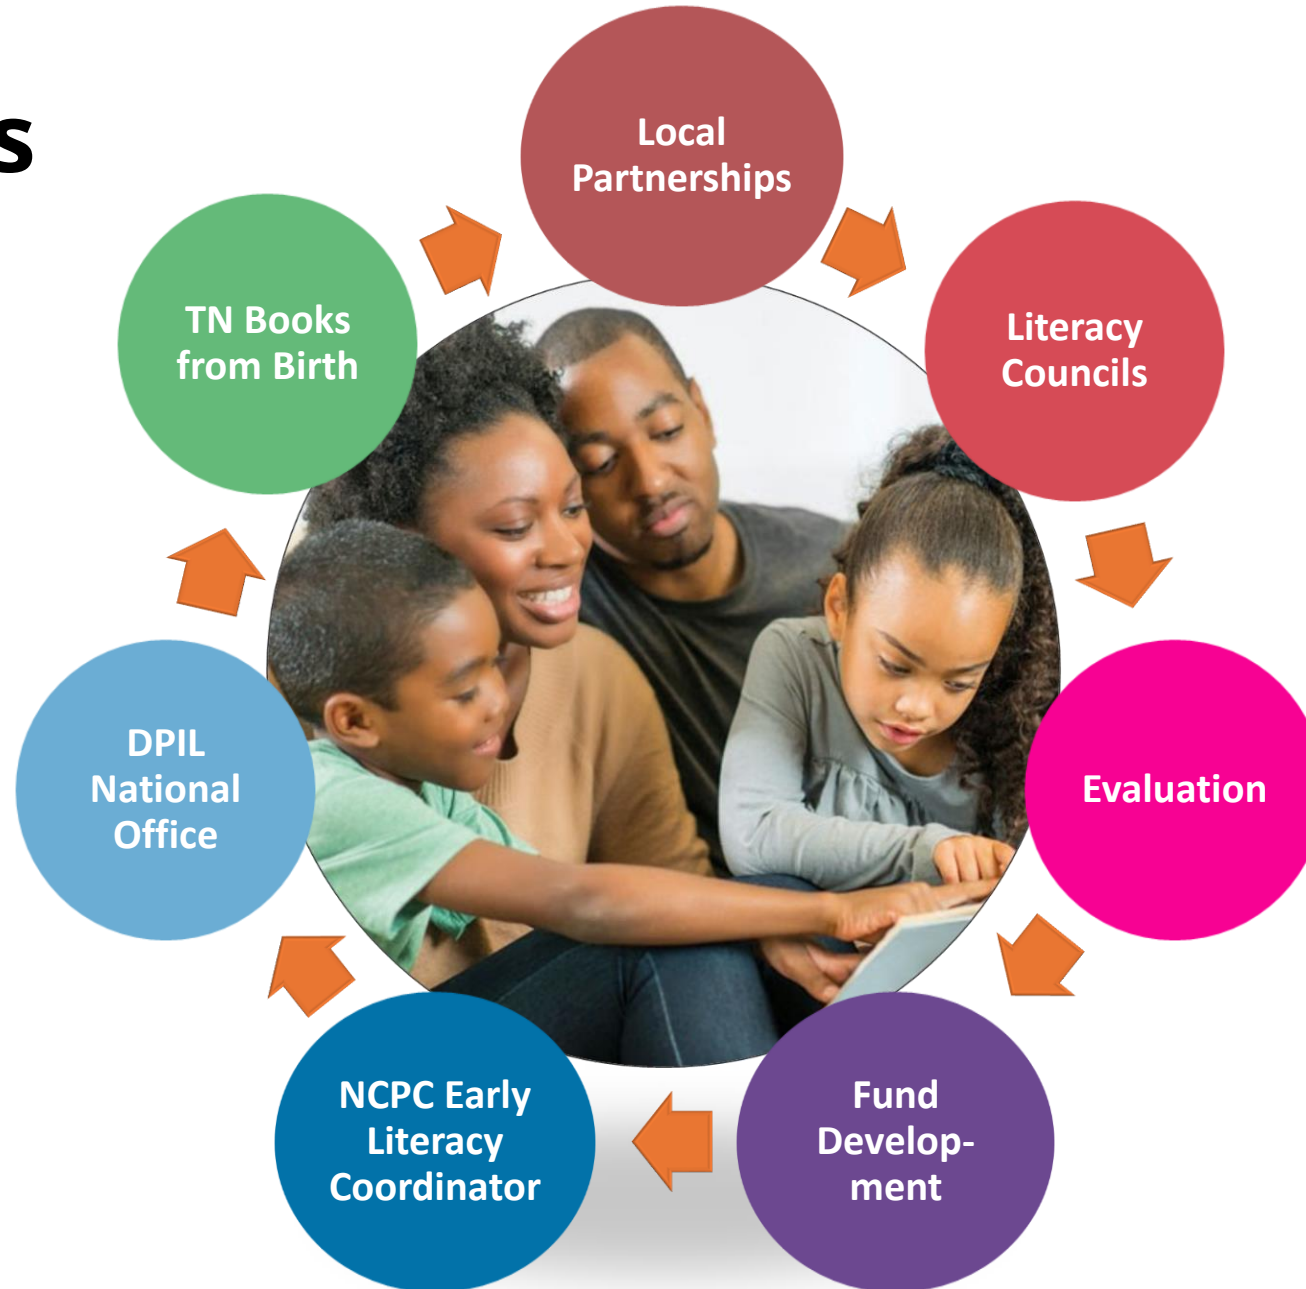 s
Local
Partnerships
Literacy
Councils
Evaluation
Fund
Develop-
ment
NCPC Early
Literacy
Coordinator
DPIL
National
Office
TN Books
from Birth